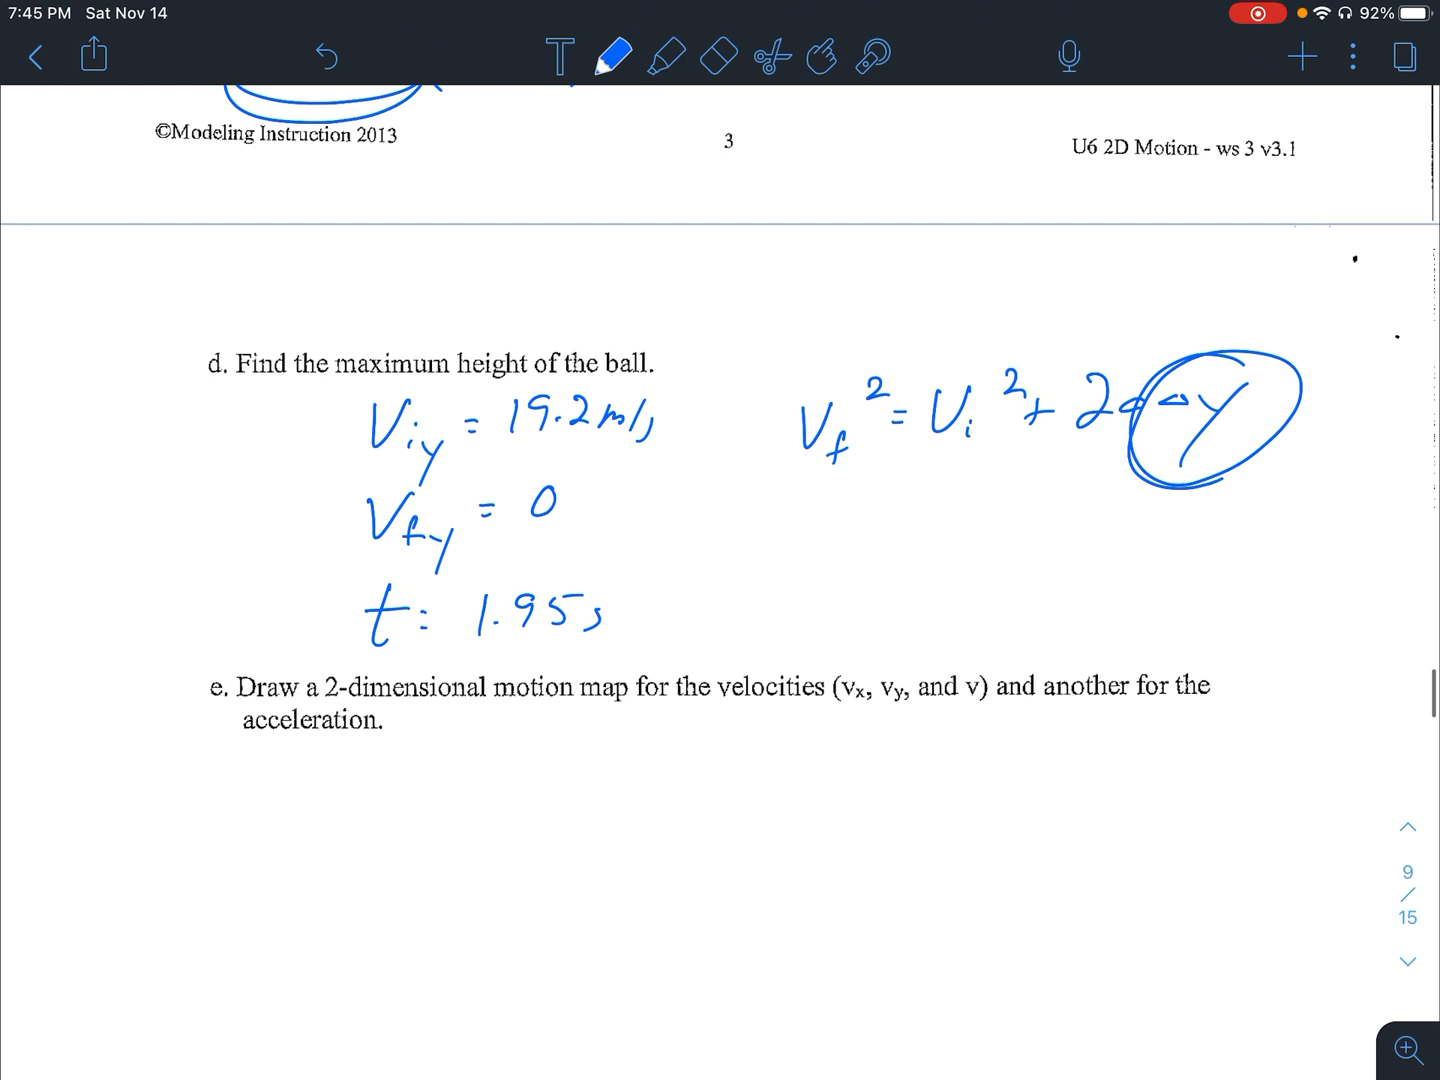 7:45 PM Sat Nov 14 92%
©Modeling Instruction 2013 3 U6 2D Motion - ws 3 v3.1
d. Find the maximum height of the ball.
Viy = 19.2 m/s
Vf² = Vi² + 2a△y
Vfy = 0
t = 1.95 s
e. Draw a 2-dimensional motion map for the velocities (vx, vy, and v) and another for the
acceleration.
9
/
15